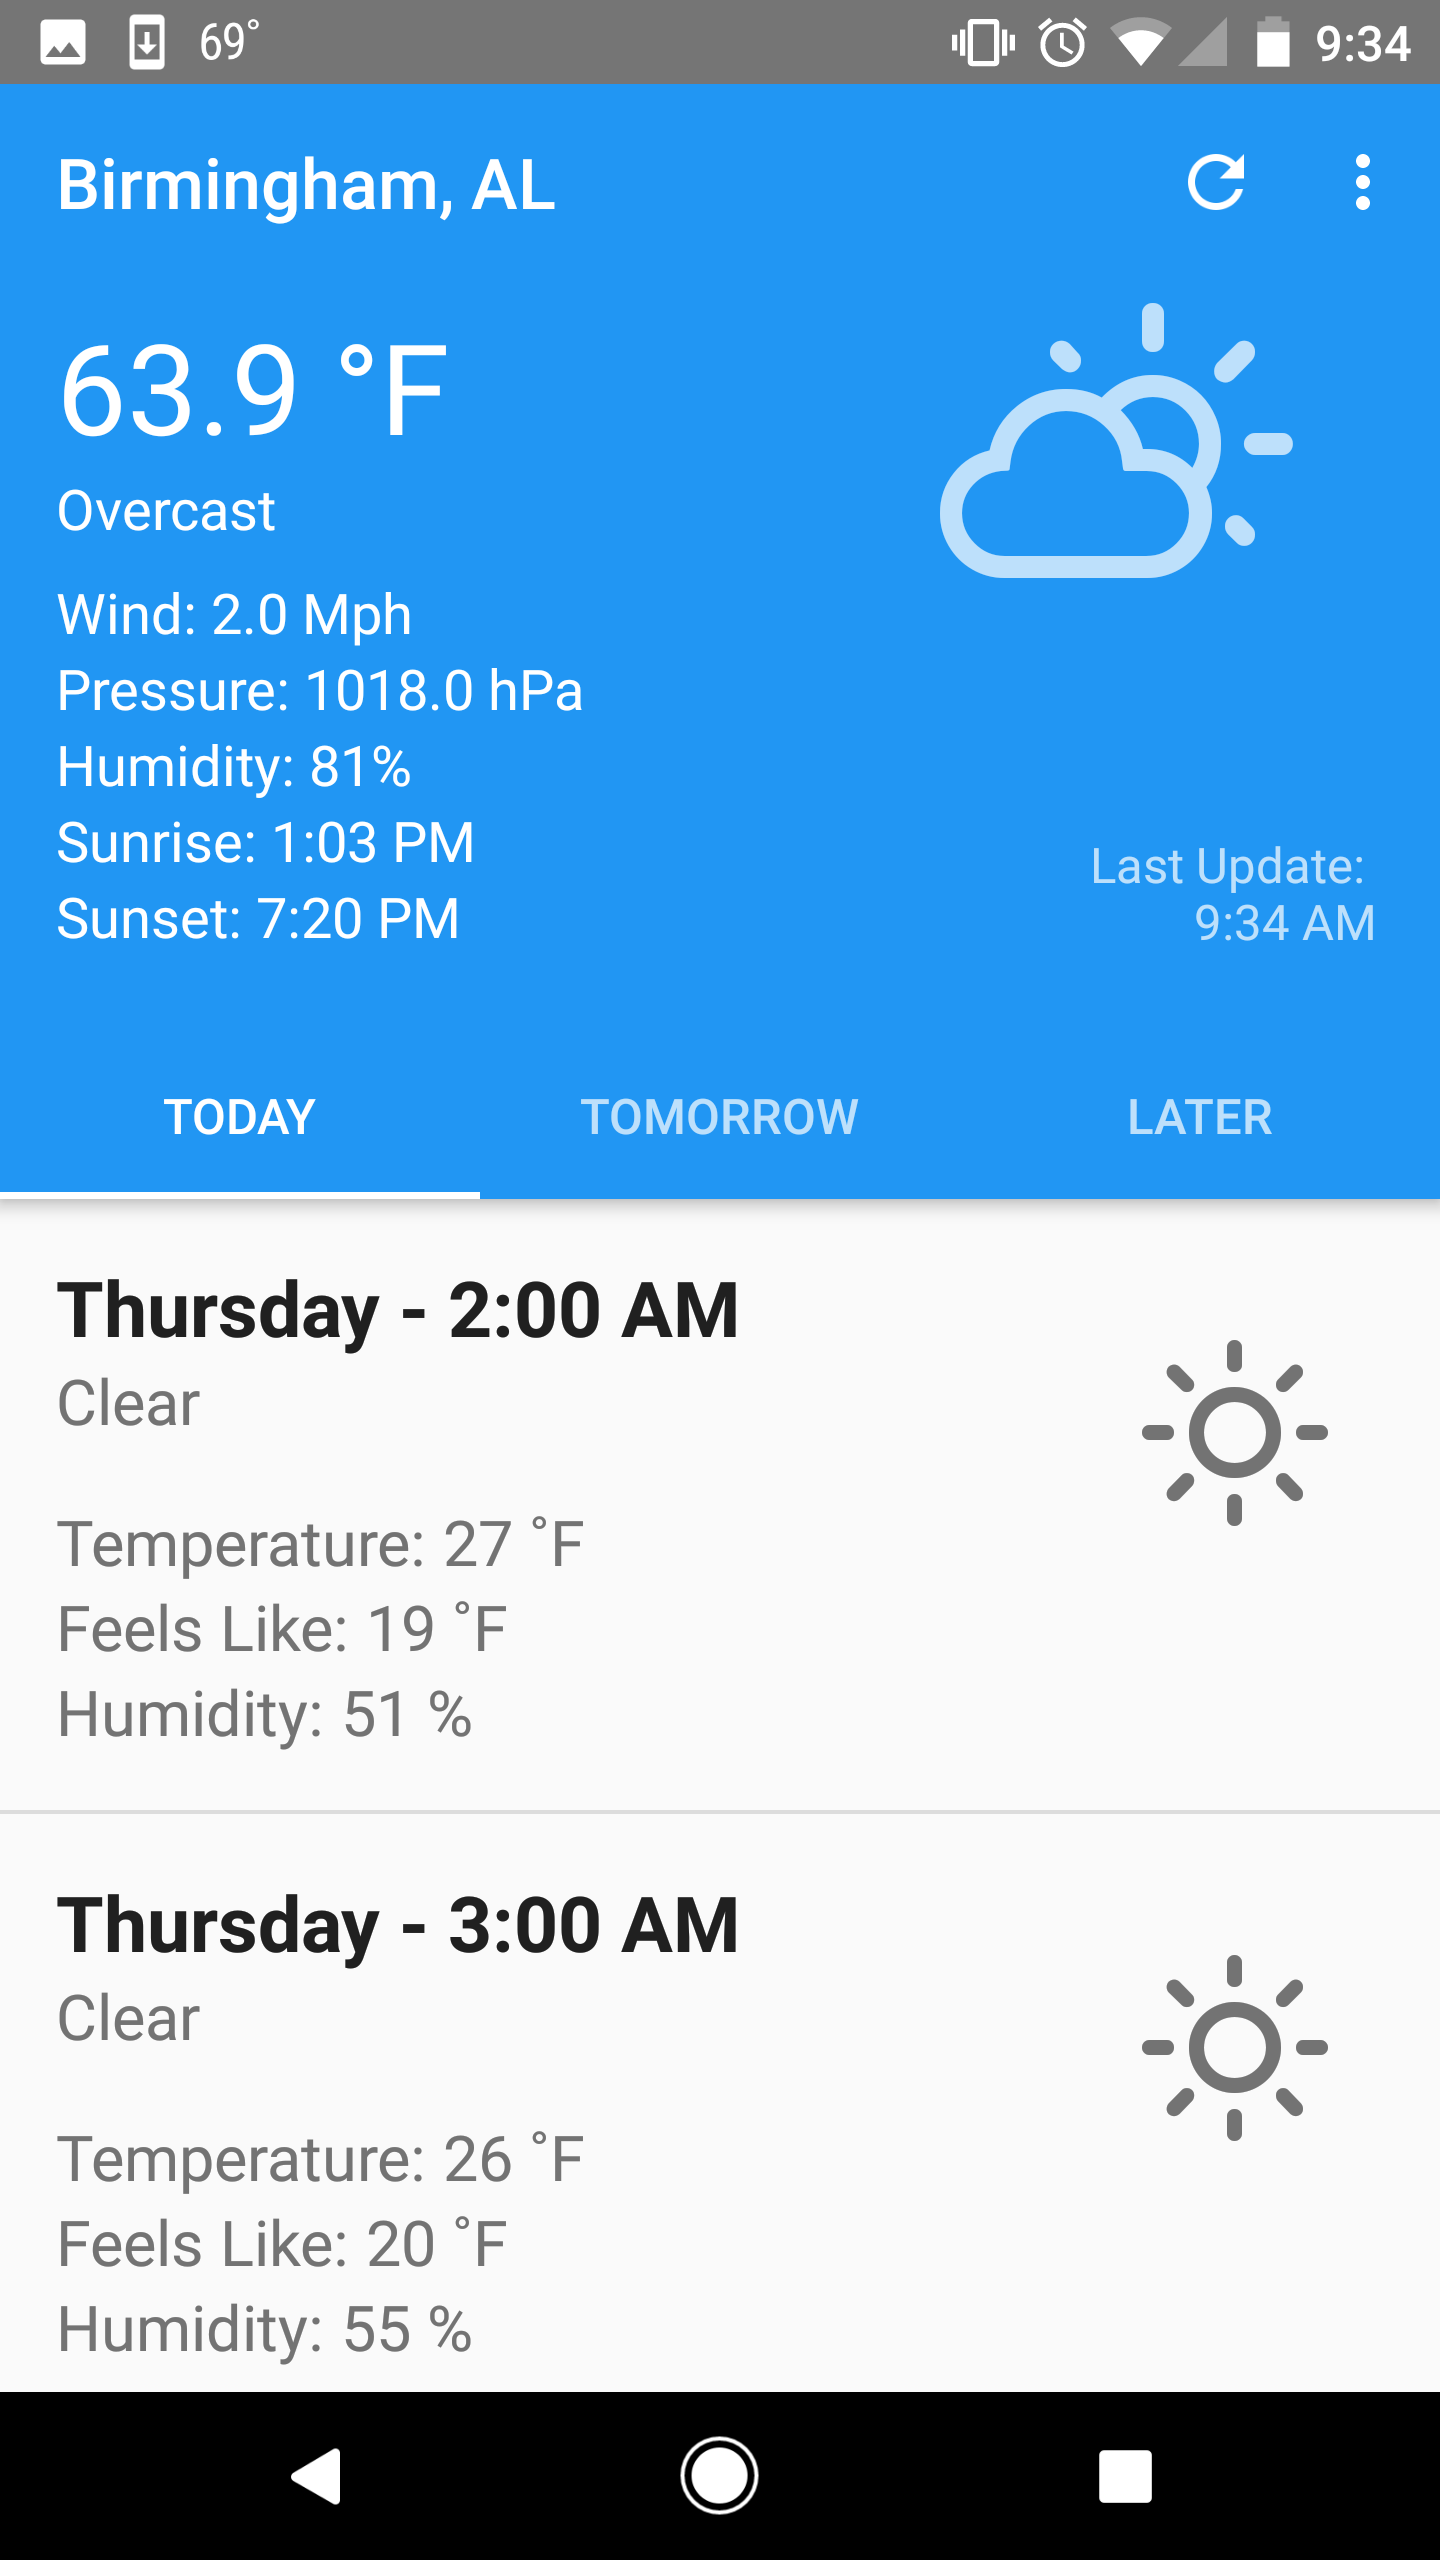 69°
9:34
Birmingham, AL
63.9 °F
Overcast
Wind: 2.0 Mph
Pressure: 1018.0 hPa
Humidity: 81%
Sunrise: 1:03 PM
Sunset: 7:20 PM
Last Update:
9:34 AM
TODAY
TOMORROW
LATER
Thursday - 2:00 AM
Clear
Temperature: 27 °F
Feels Like: 19 °F
Humidity: 51 %
Thursday - 3:00 AM
Clear
Temperature: 26 °F
Feels Like: 20 °F
Humidity: 55 %